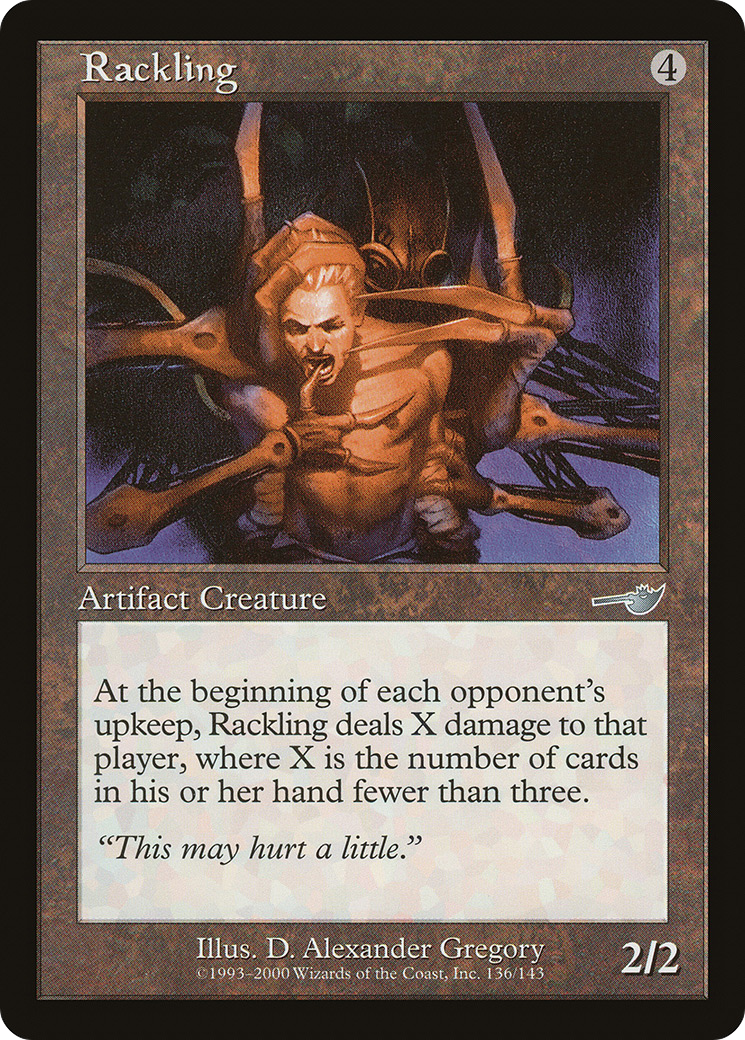 Rackling
4
Artifact Creature
At the beginning of each opponent's
upkeep, Rackling deals X damage to that
player, where X is the number of cards
in his or her hand fewer than three.
“This may hurt a little.”
Illus. D. Alexander Gregory
©1993–2000 Wizards of the Coast, Inc. 136/143
2/2